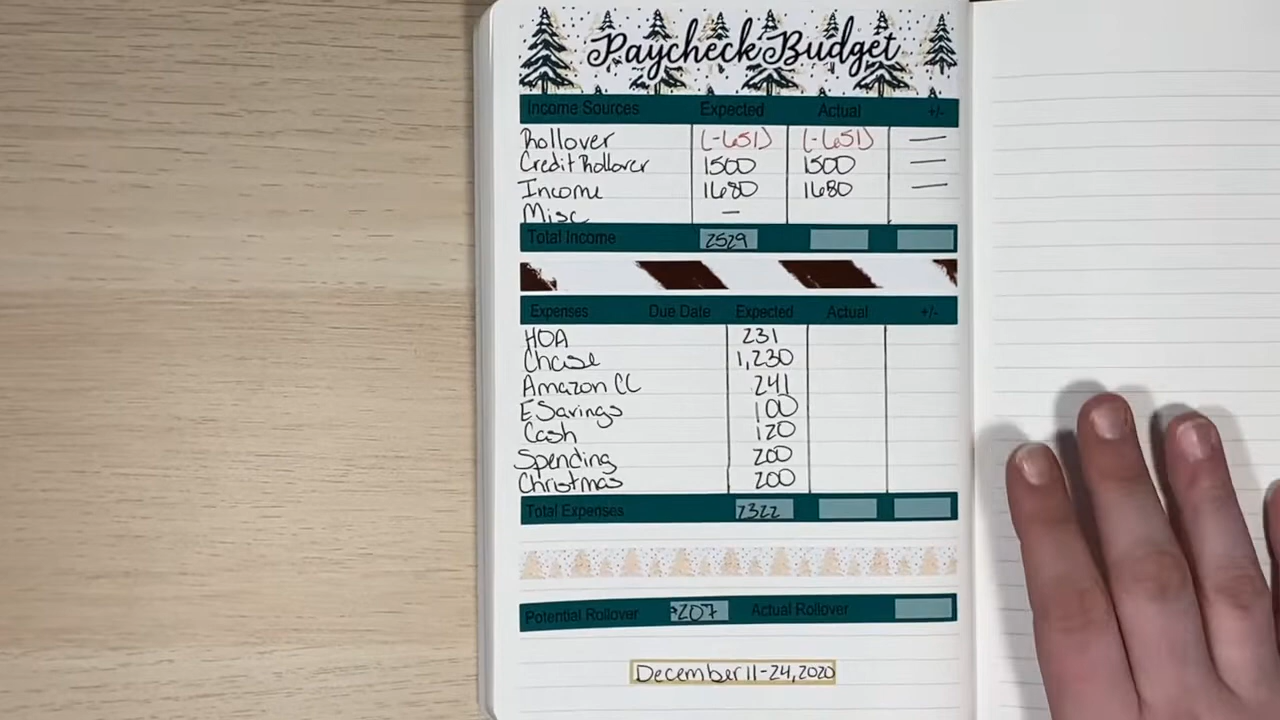 Paycheck Budget
Income Sources Expected Actual +/-
Rollover (-651) (-651) —
Credit Rollover 1500 1500 —
Income 1680 1680 —
Misc —
Total Income 2529
Expenses Due Date Expected Actual +/-
HOA 231
Chase 1,230
Amazon CC 241
ESavings 100
Cash 120
Spending 200
Christmas 200
Total Expenses 2322
Potential Rollover +207 Actual Rollover
December 11-24, 2020